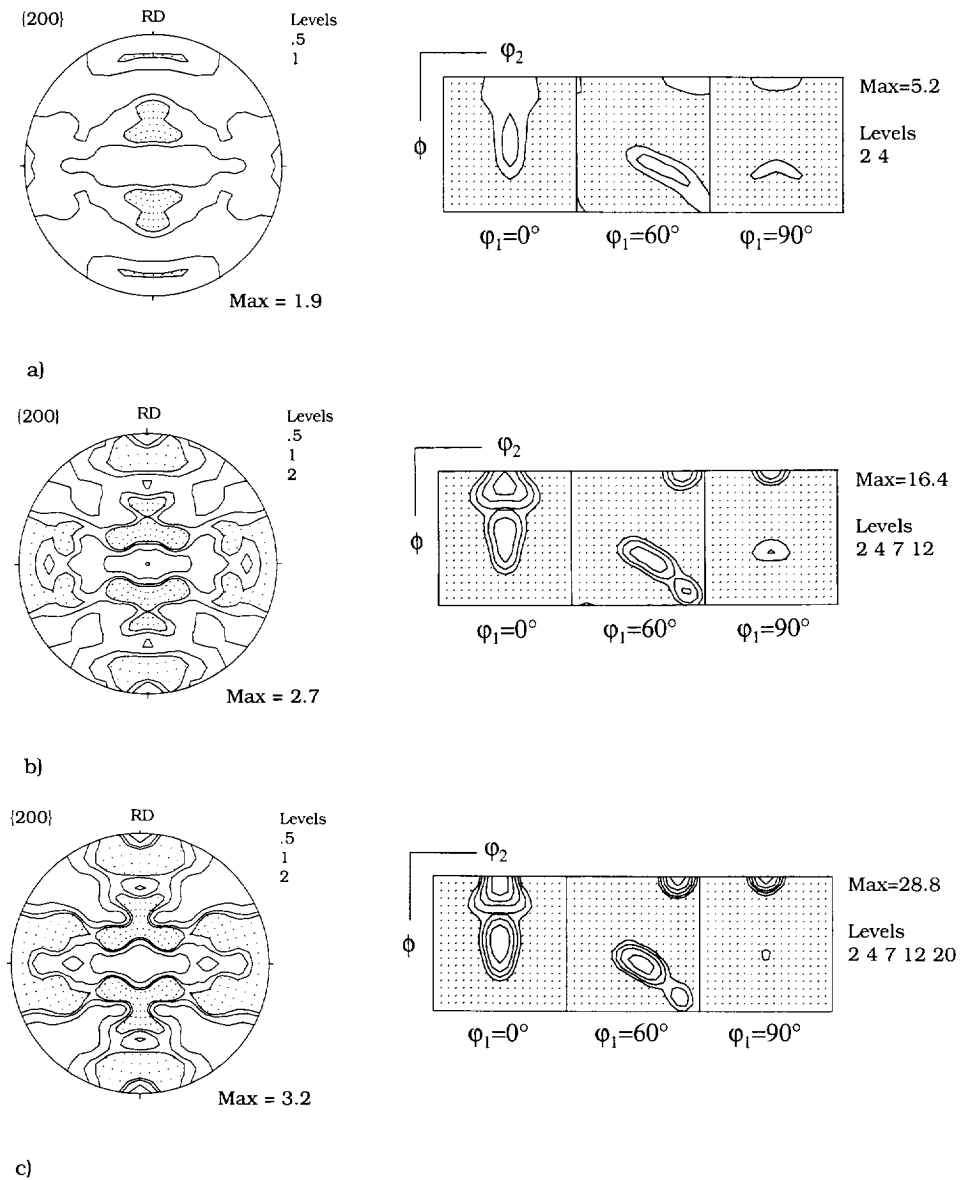 {200}
RD
Levels
.5
1
Max = 1.9
φ₂
ϕ
Max=5.2
Levels
2 4
φ₁=0°
φ₁=60°
φ₁=90°
a)
{200}
RD
Levels
.5
1
2
Max = 2.7
φ₂
ϕ
Max=16.4
Levels
2 4 7 12
φ₁=0°
φ₁=60°
φ₁=90°
b)
{200}
RD
Levels
.5
1
2
Max = 3.2
φ₂
ϕ
Max=28.8
Levels
2 4 7 12 20
φ₁=0°
φ₁=60°
φ₁=90°
c)